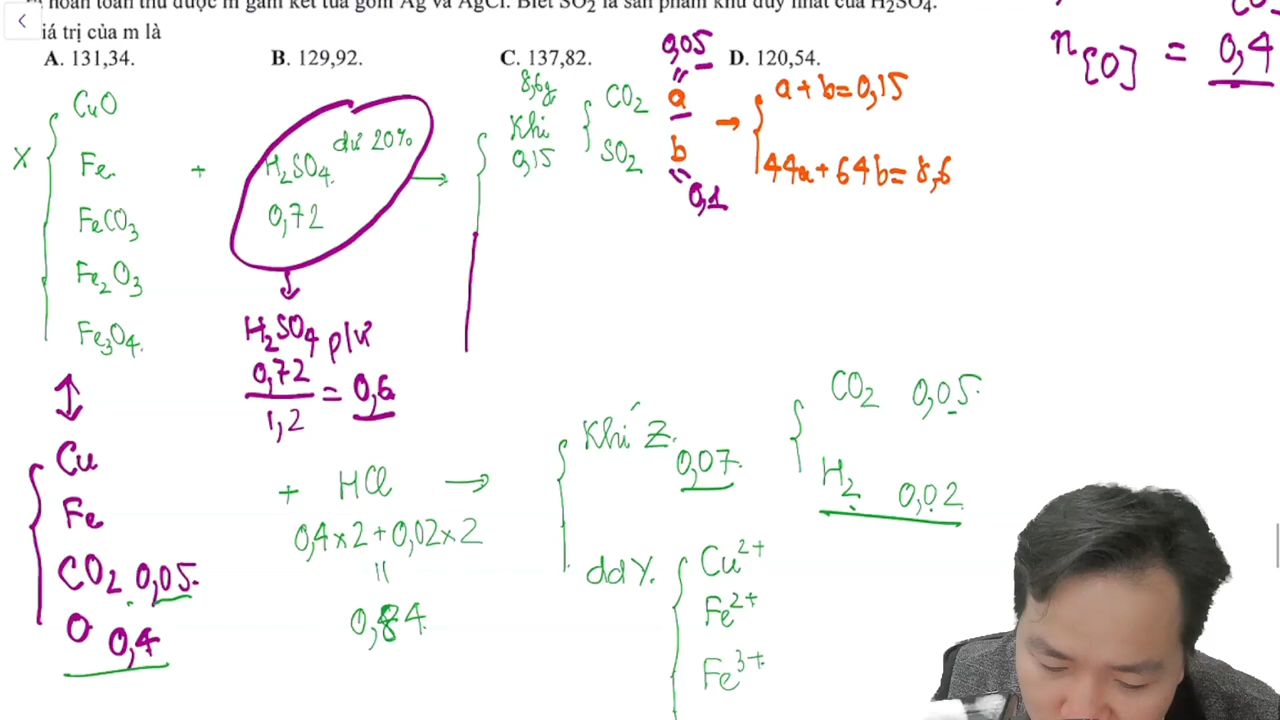 hoàn toàn thu được m gam kết tủa gồm Ag và AgCl. Biết SO2 là sản phẩm khử duy nhất của H2SO4.
iá trị của m là
A. 131,34. B. 129,92. C. 137,82. D. 120,54.
n[O] = 0,4
X
CuO
Fe
FeCO3
Fe2O3
Fe3O4.
+
H2SO4. dư 20%
0,72
→
8,6g
Khí
0,15
CO2 a = 0,05
SO2 b = 0,1
→
a + b = 0,15
44a + 64b = 8,6
H2SO4 p/ư
0,72 / 1,2 = 0,6
Cu
Fe
CO2 0,05.
O 0,4
+ HCl →
0,4 x 2 + 0,02 x 2
=
0,84
Khí Z.
0,07.
CO2 0,05.
H2 0,02
ddY.
Cu2+
Fe2+
Fe3+